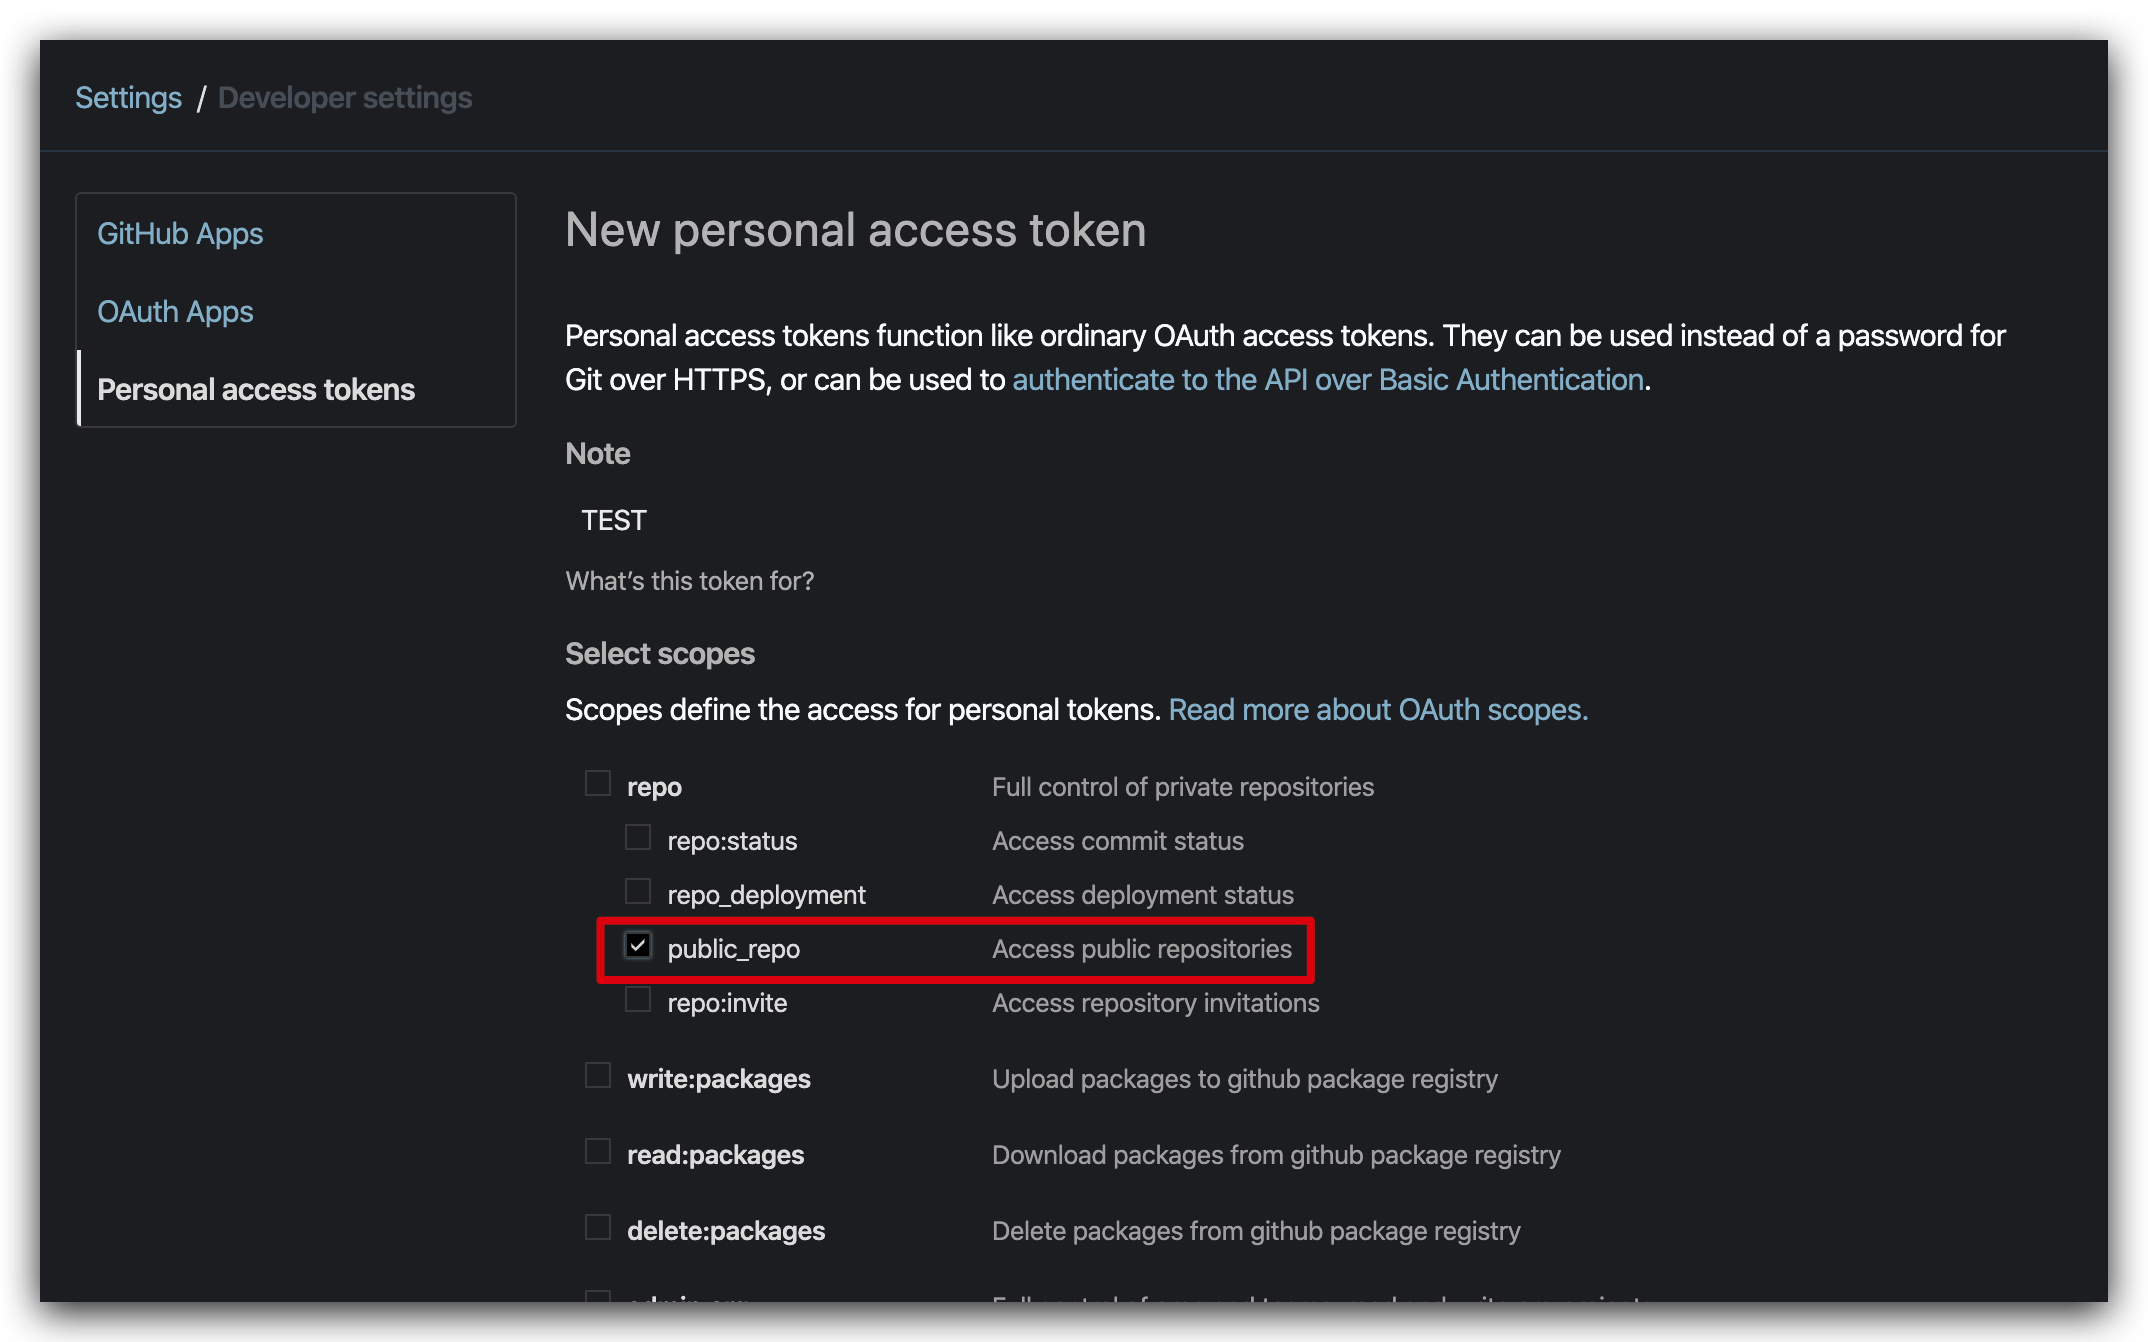 Settings / Developer settings
GitHub Apps
OAuth Apps
Personal access tokens
New personal access token
Personal access tokens function like ordinary OAuth access tokens. They can be used instead of a password for
Git over HTTPS, or can be used to authenticate to the API over Basic Authentication.
Note
TEST
What’s this token for?
Select scopes
Scopes define the access for personal tokens. Read more about OAuth scopes.
repo Full control of private repositories
repo:status Access commit status
repo_deployment Access deployment status
public_repo Access public repositories
repo:invite Access repository invitations
write:packages Upload packages to github package registry
read:packages Download packages from github package registry
delete:packages Delete packages from github package registry